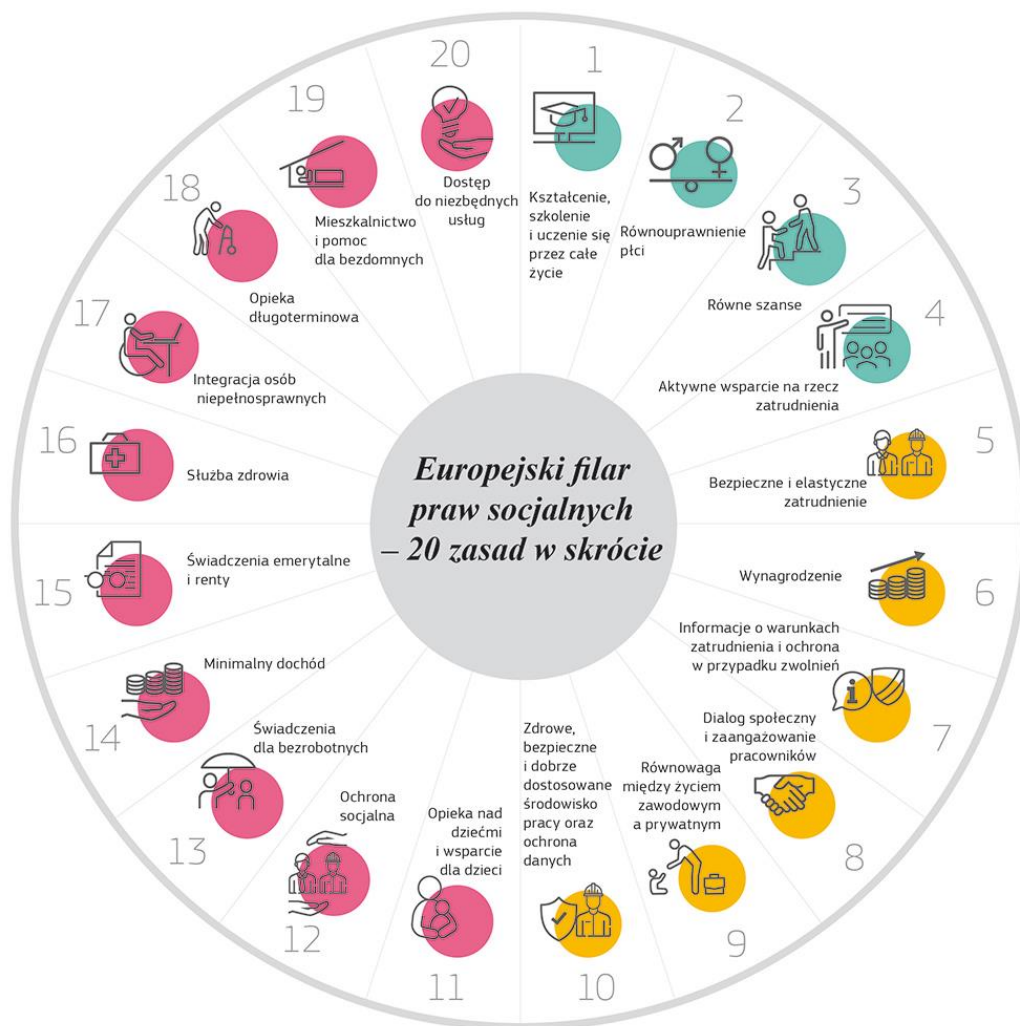 Europejski filar
praw socjalnych
– 20 zasad w skrócie
1
Kształcenie,
szkolenie
i uczenie się
przez całe
życie
2
Równouprawnienie
płci
3
Równe szanse
4
Aktywne wsparcie na rzecz
zatrudnienia
5
Bezpieczne i elastyczne
zatrudnienie
6
Wynagrodzenie
7
Informacje o warunkach
zatrudnienia i ochrona
w przypadku zwolnień
8
Dialog społeczny
i zaangażowanie
pracowników
9
Równowaga
między życiem
zawodowym
a prywatnym
10
Zdrowe,
bezpieczne
i dobrze
dostosowane
środowisko
pracy oraz
ochrona
danych
11
Opieka nad
dziećmi
i wsparcie
dla dzieci
12
Ochrona
socjalna
13
Świadczenia
dla bezrobotnych
14
Minimalny dochód
15
Świadczenia emerytalne
i renty
16
Służba zdrowia
17
Integracja osób
niepełnosprawnych
18
Opieka
długoterminowa
19
Mieszkalnictwo
i pomoc
dla bezdomnych
20
Dostęp
do niezbędnych
usług